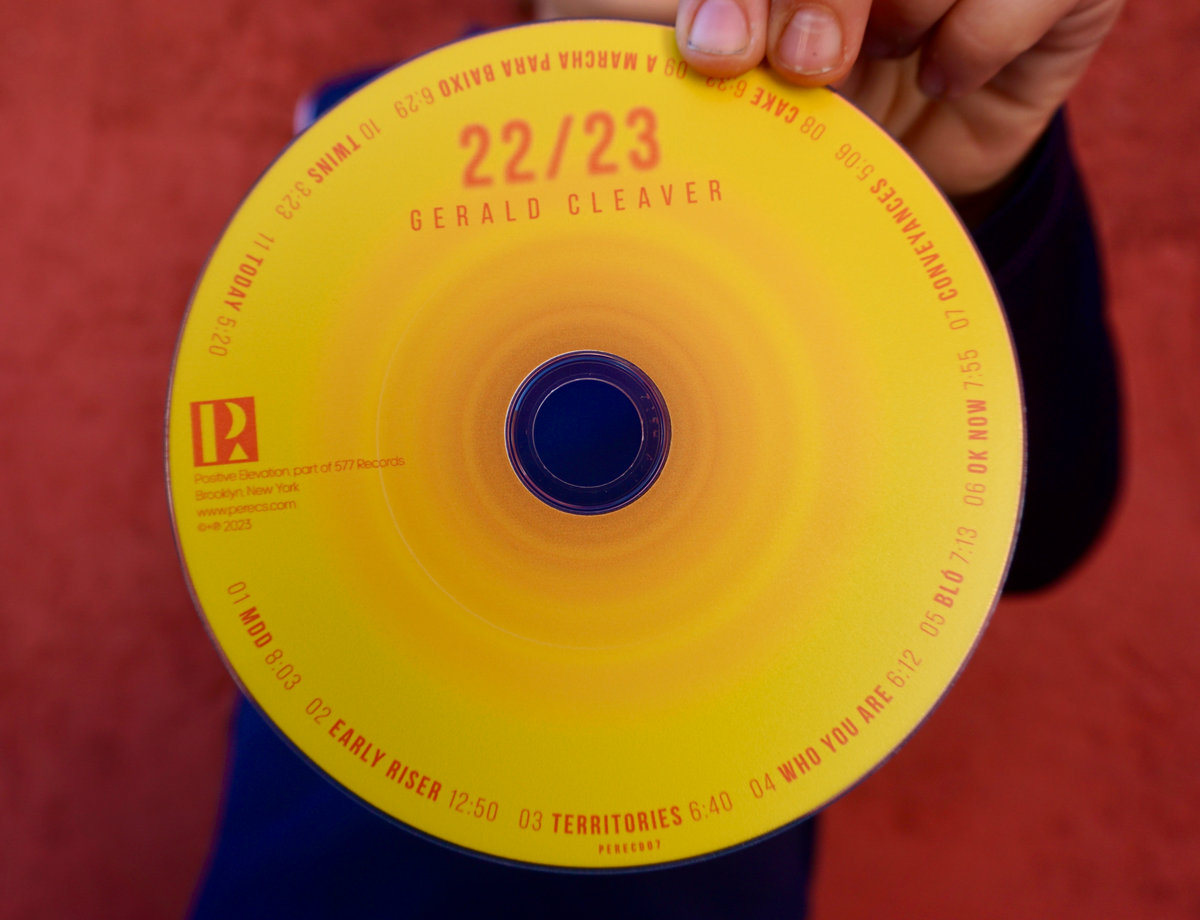 22/23
GERALD CLEAVER
Positive Elevation, part of 577 Records
Brooklyn, New York
www.perecs.com
©+℗ 2023
01 MDD 8:03
02 EARLY RISER 12:50
03 TERRITORIES 6:40
04 WHO YOU ARE 6:12
05 BLÓ 7:13
06 OK NOW 7:55
07 CONVEYANCES 5:06
08 CAKE
09 A MARCHA PARA BAIXO 6:29
10 TWINS 3:23
11 TODAY 5:20
PEREC007